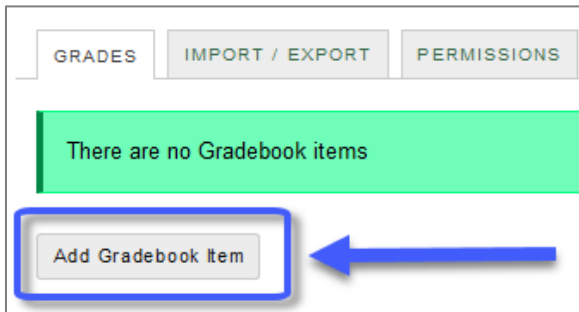 GRADES IMPORT / EXPORT PERMISSIONS
There are no Gradebook items
Add Gradebook Item